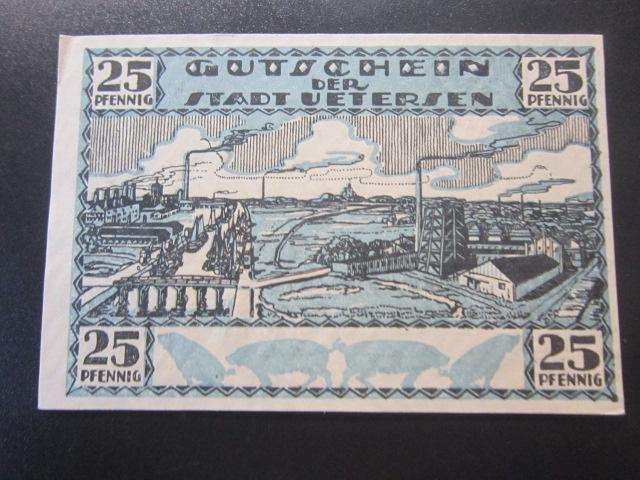 25
PFENNIG
GUTSCHEIN
DER
STADT UETERSEN
25
PFENNIG
25
PFENNIG
25
PFENNIG